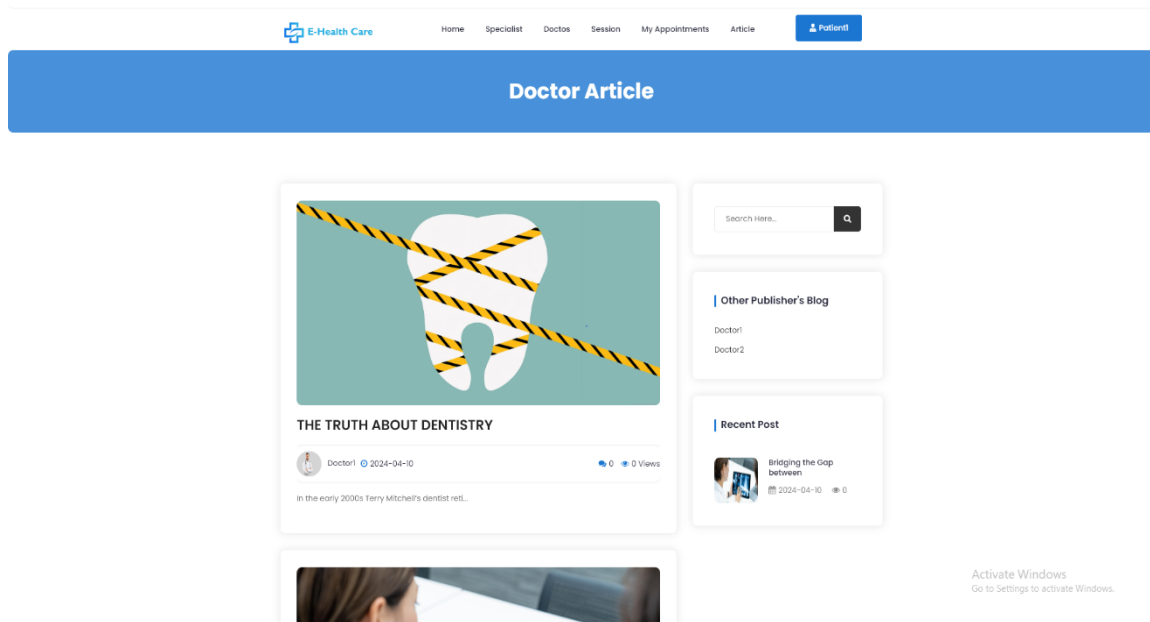 E-Health Care
Home Specialist Doctos Session My Appointments Article Patient1
Doctor Article
Search Here...
Other Publisher's Blog
Doctor1
Doctor2
THE TRUTH ABOUT DENTISTRY
Doctor1 2024-04-10 0 0 Views
In the early 2000s Terry Mitchell's dentist reti...
Recent Post
Bridging the Gap
between
2024-04-10 0
Activate Windows
Go to Settings to activate Windows.